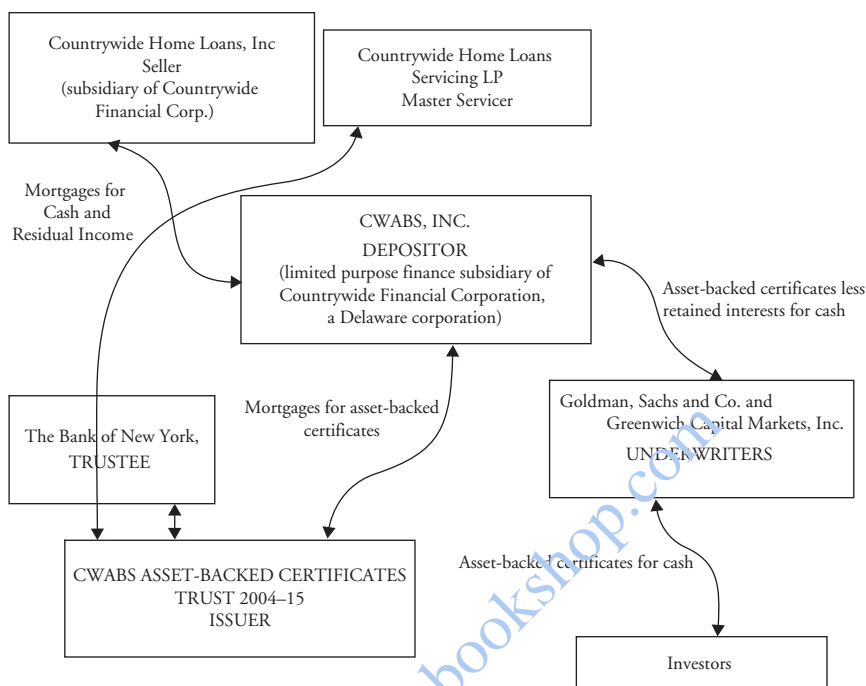 Countrywide Home Loans, Inc
Seller
(subsidiary of Countrywide
Financial Corp.)
Countrywide Home Loans
Servicing LP
Master Servicer
Mortgages for
Cash and
Residual Income
CWABS, INC.
DEPOSITOR
(limited purpose finance subsidiary of
Countrywide Financial Corporation,
a Delaware corporation)
Asset-backed certificates less
retained interests for cash
Mortgages for asset-backed
certificates
Goldman, Sachs and Co. and
Greenwich Capital Markets, Inc.
UNDERWRITERS
The Bank of New York,
TRUSTEE
Asset-backed certificates for cash
CWABS ASSET-BACKED CERTIFICATES
TRUST 2004–15
ISSUER
Investors
bookshop.com